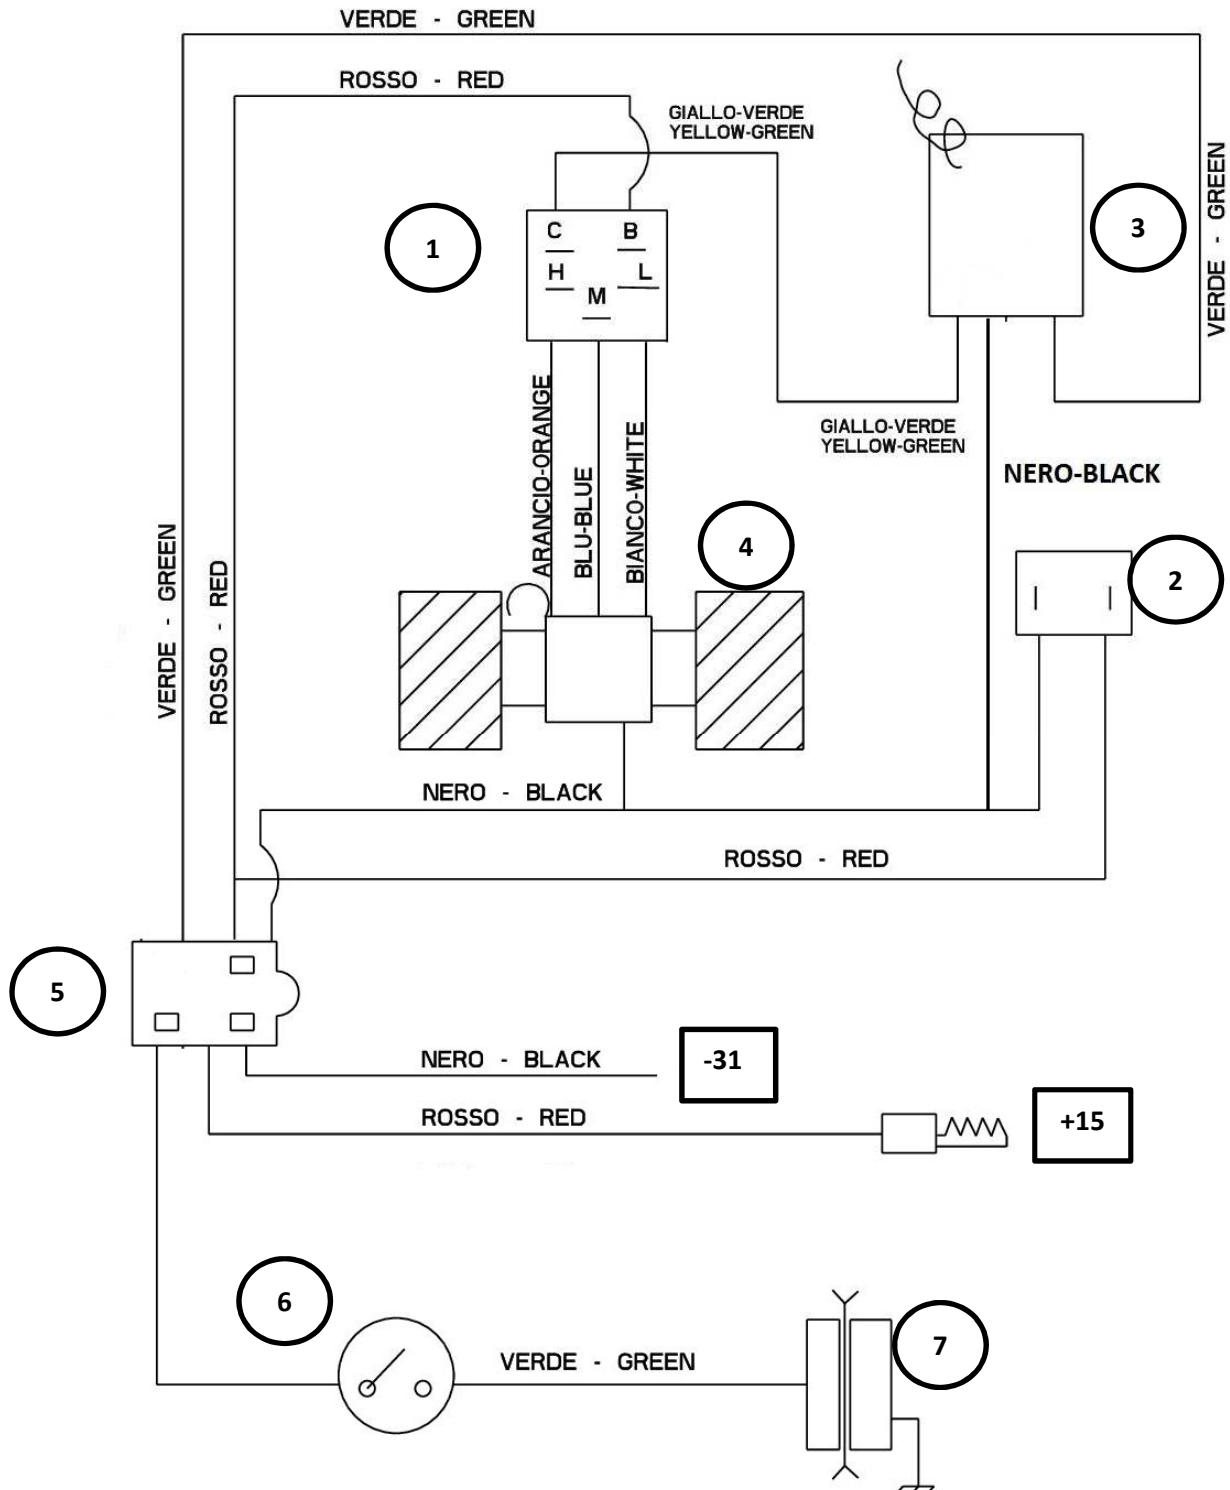 VERDE - GREEN
ROSSO - RED
GIALLO-VERDE
YELLOW-GREEN
VERDE - GREEN
1
C B
H L
M
3
ARANCIO-ORANGE
BLU-BLUE
BIANCO-WHITE
GIALLO-VERDE
YELLOW-GREEN
NERO-BLACK
4
2
VERDE - GREEN
ROSSO - RED
NERO - BLACK
ROSSO - RED
5
NERO - BLACK
-31
ROSSO - RED
+15
6
7
VERDE - GREEN